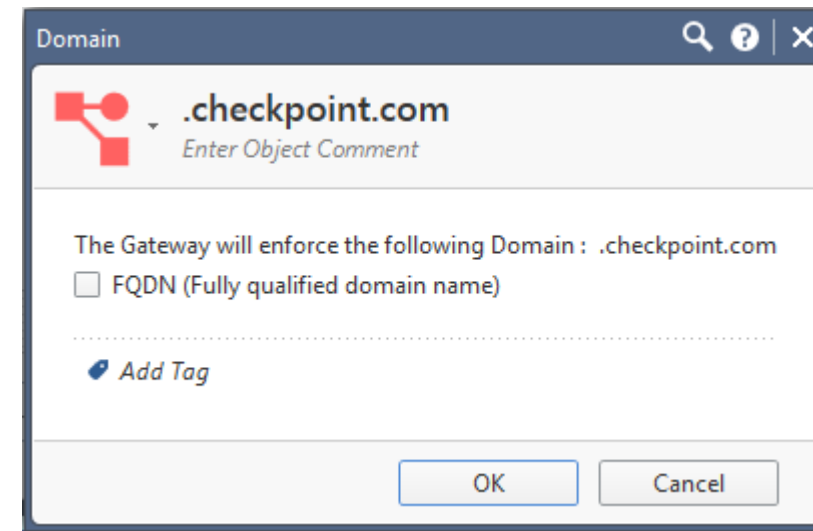 Domain
.checkpoint.com
Enter Object Comment
The Gateway will enforce the following Domain : .checkpoint.com
FQDN (Fully qualified domain name)
Add Tag
OK
Cancel